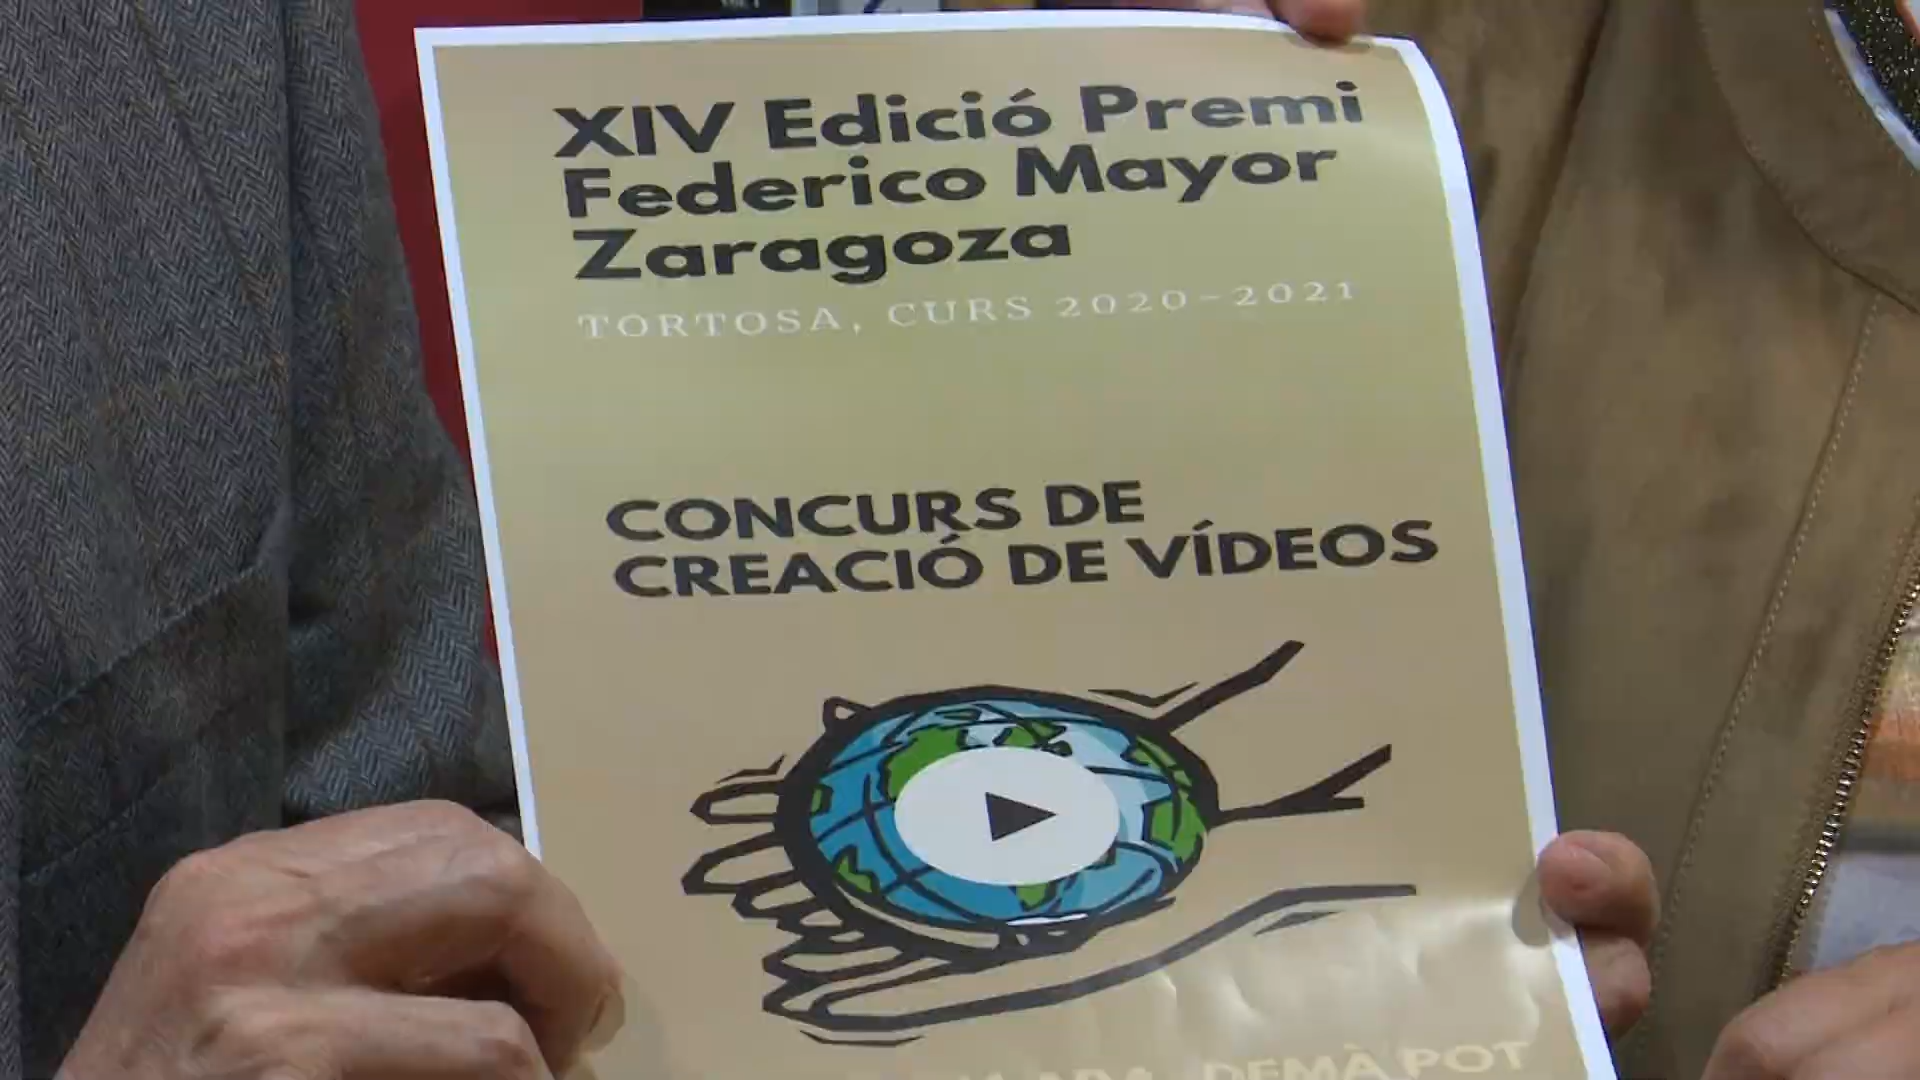 XIV Edició Premi
Federico Mayor
Zaragoza
TORTOSA, CURS 2020-2021
CONCURS DE
CREACIÓ DE VÍDEOS
DEMÀ POT